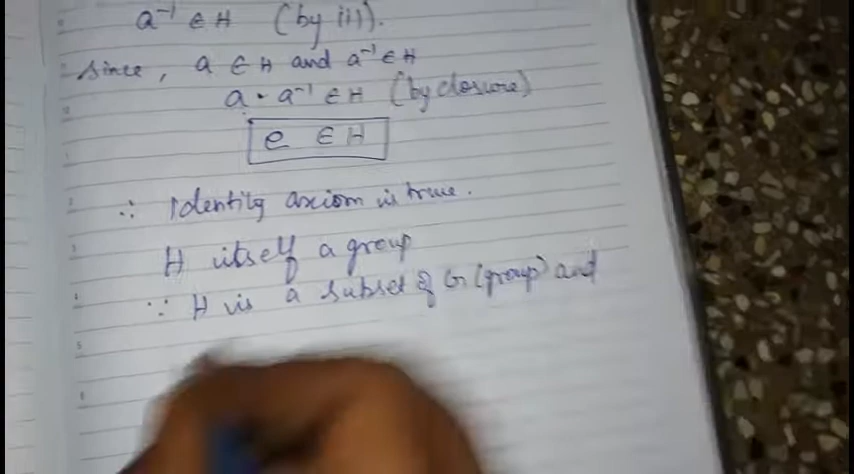 a⁻¹ ∈ H (by ii).
Since, a ∈ H and a⁻¹ ∈ H
a · a⁻¹ ∈ H (by closure)
e ∈ H
∴ Identity axiom is true.
H itself a group
∵ H is a subset of G (group) and